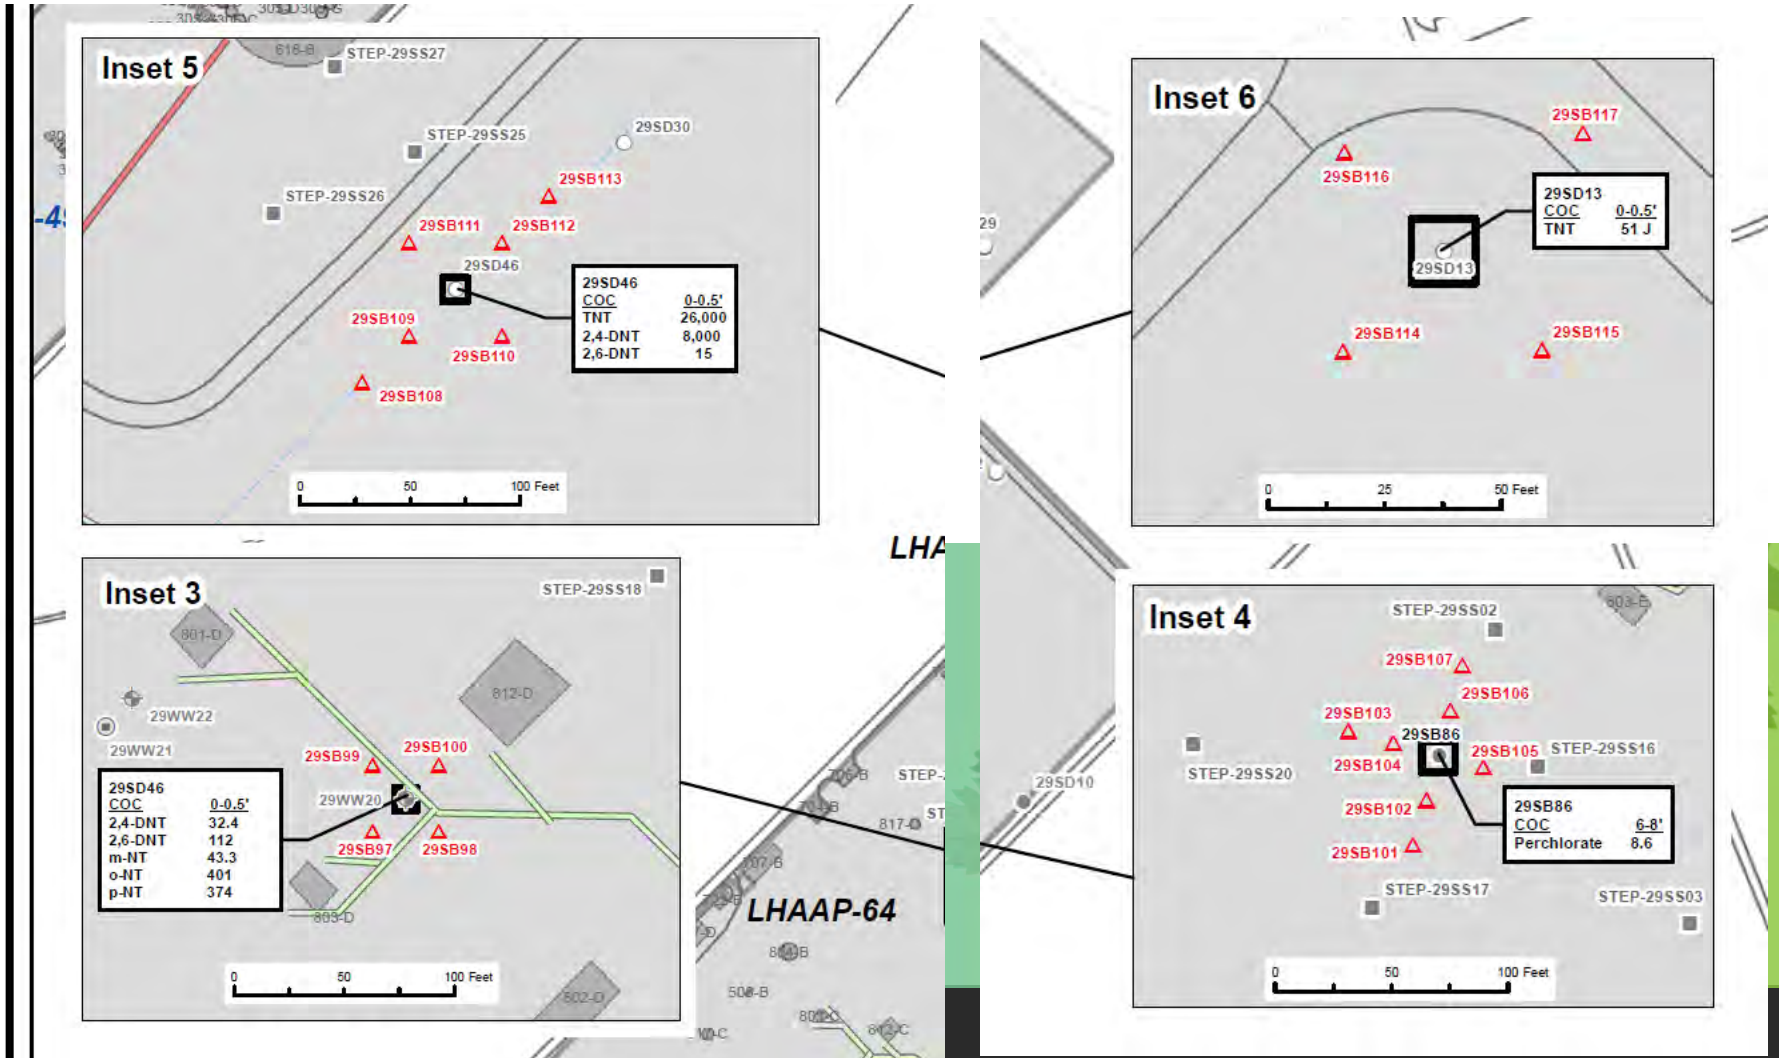 Inset 5
616-B
STEP-29SS27
STEP-29SS25
29SD30
STEP-29SS26
29SB113
29SB111
29SB112
29SD46
29SD46
COC 0-0.5'
TNT 26,000
2,4-DNT 8,000
2,6-DNT 15
29SB109
29SB110
29SB108
0 50 100 Feet
Inset 6
29SB117
29SB116
29SD13
COC 0-0.5'
TNT 51 J
29SD13
29SB114
29SB115
0 25 50 Feet
29
LHA
Inset 3
STEP-29SS18
801-D
812-D
29WW22
29WW21
29SB99
29SB100
29SD46
COC 0-0.5'
2,4-DNT 32.4
2,6-DNT 112
m-NT 43.3
o-NT 401
p-NT 374
29WW20
29SB97
29SB98
803-D
802-D
0 50 100 Feet
STEP-
ST
817-D
29SD10
LHAAP-64
508-B
812-C
Inset 4
STEP-29SS02
803-E
29SB107
29SB106
29SB103
29SB86
29SB104
29SB105
STEP-29SS16
STEP-29SS20
29SB102
29SB86
COC 6-8'
Perchlorate 8.6
29SB101
STEP-29SS17
STEP-29SS03
0 50 100 Feet